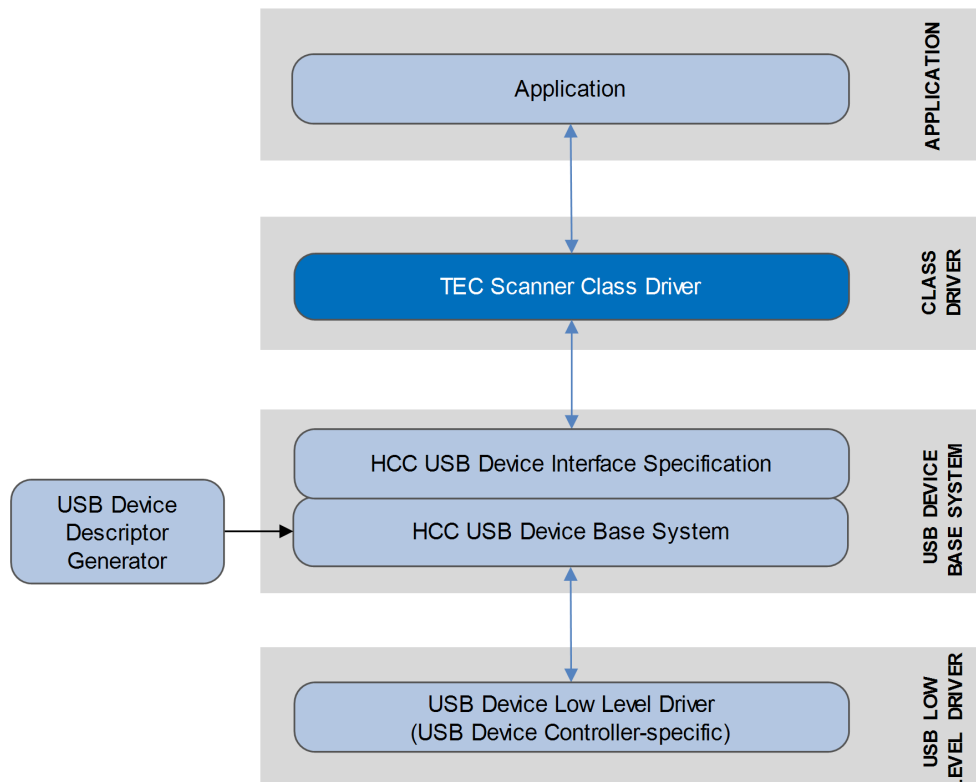 Application
APPLICATION
TEC Scanner Class Driver
CLASS
DRIVER
HCC USB Device Interface Specification
HCC USB Device Base System
USB DEVICE
BASE SYSTEM
USB Device
Descriptor
Generator
USB Device Low Level Driver
(USB Device Controller-specific)
USB LOW
LEVEL DRIVER